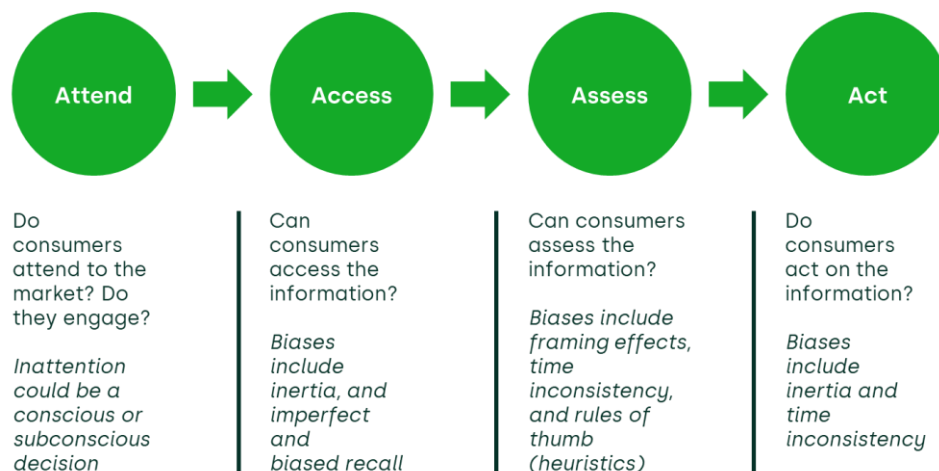 Attend
Access
Assess
Act
Do
consumers
attend to the
market? Do
they engage?
Inattention
could be a
conscious or
subconscious
decision
Can
consumers
access the
information?
Biases
include
inertia, and
imperfect
and
biased recall
Can consumers
assess the
information?
Biases include
framing effects,
time
inconsistency,
and rules of
thumb
(heuristics)
Do
consumers
act on the
information?
Biases
include
inertia and
time
inconsistency